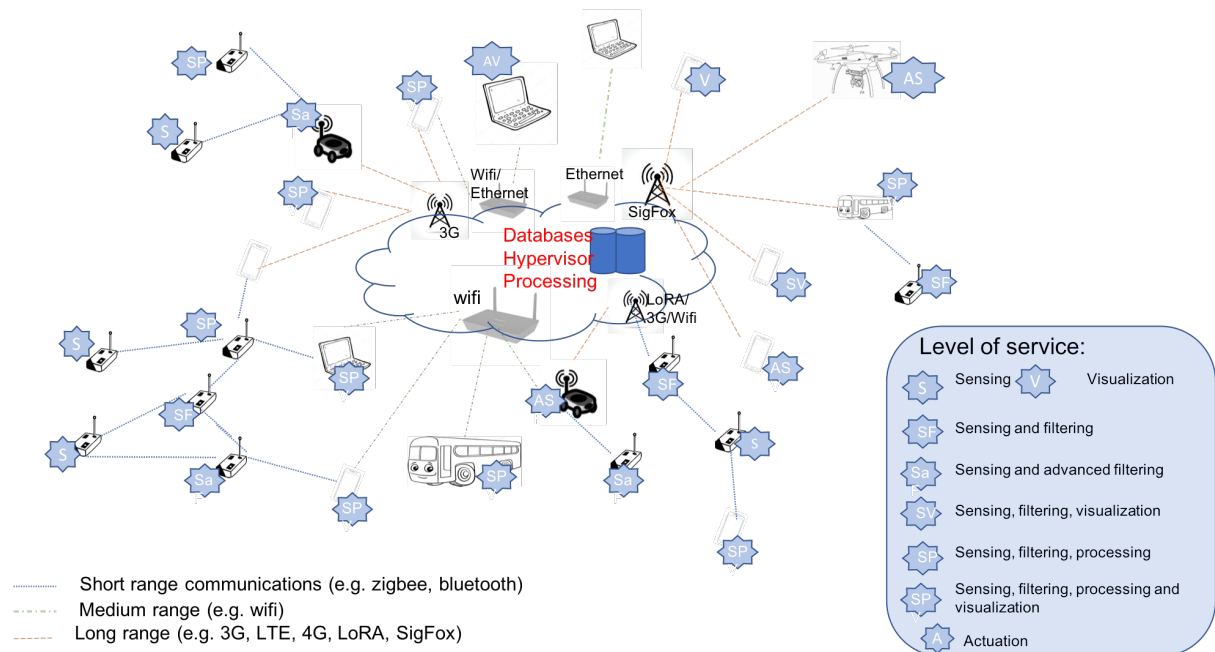 SP
AV
SP
V
AS
Sa
S
SP
Wifi/
Ethernet
Ethernet
SP
3G
SigFox
Databases
Hypervisor
Processing
SV
SF
wifi
LoRA/
3G/Wifi
SF
S
SP
SF
AS
SF
AS
S
S
Sa
F
SP
V
SP
V
Sa
F
SP
V
Level of service:
S Sensing V Visualization
SF Sensing and filtering
Sa
F Sensing and advanced filtering
SV Sensing, filtering, visualization
SP Sensing, filtering, processing
SP
V Sensing, filtering, processing and
visualization
A Actuation
Short range communications (e.g. zigbee, bluetooth)
Medium range (e.g. wifi)
Long range (e.g. 3G, LTE, 4G, LoRA, SigFox)